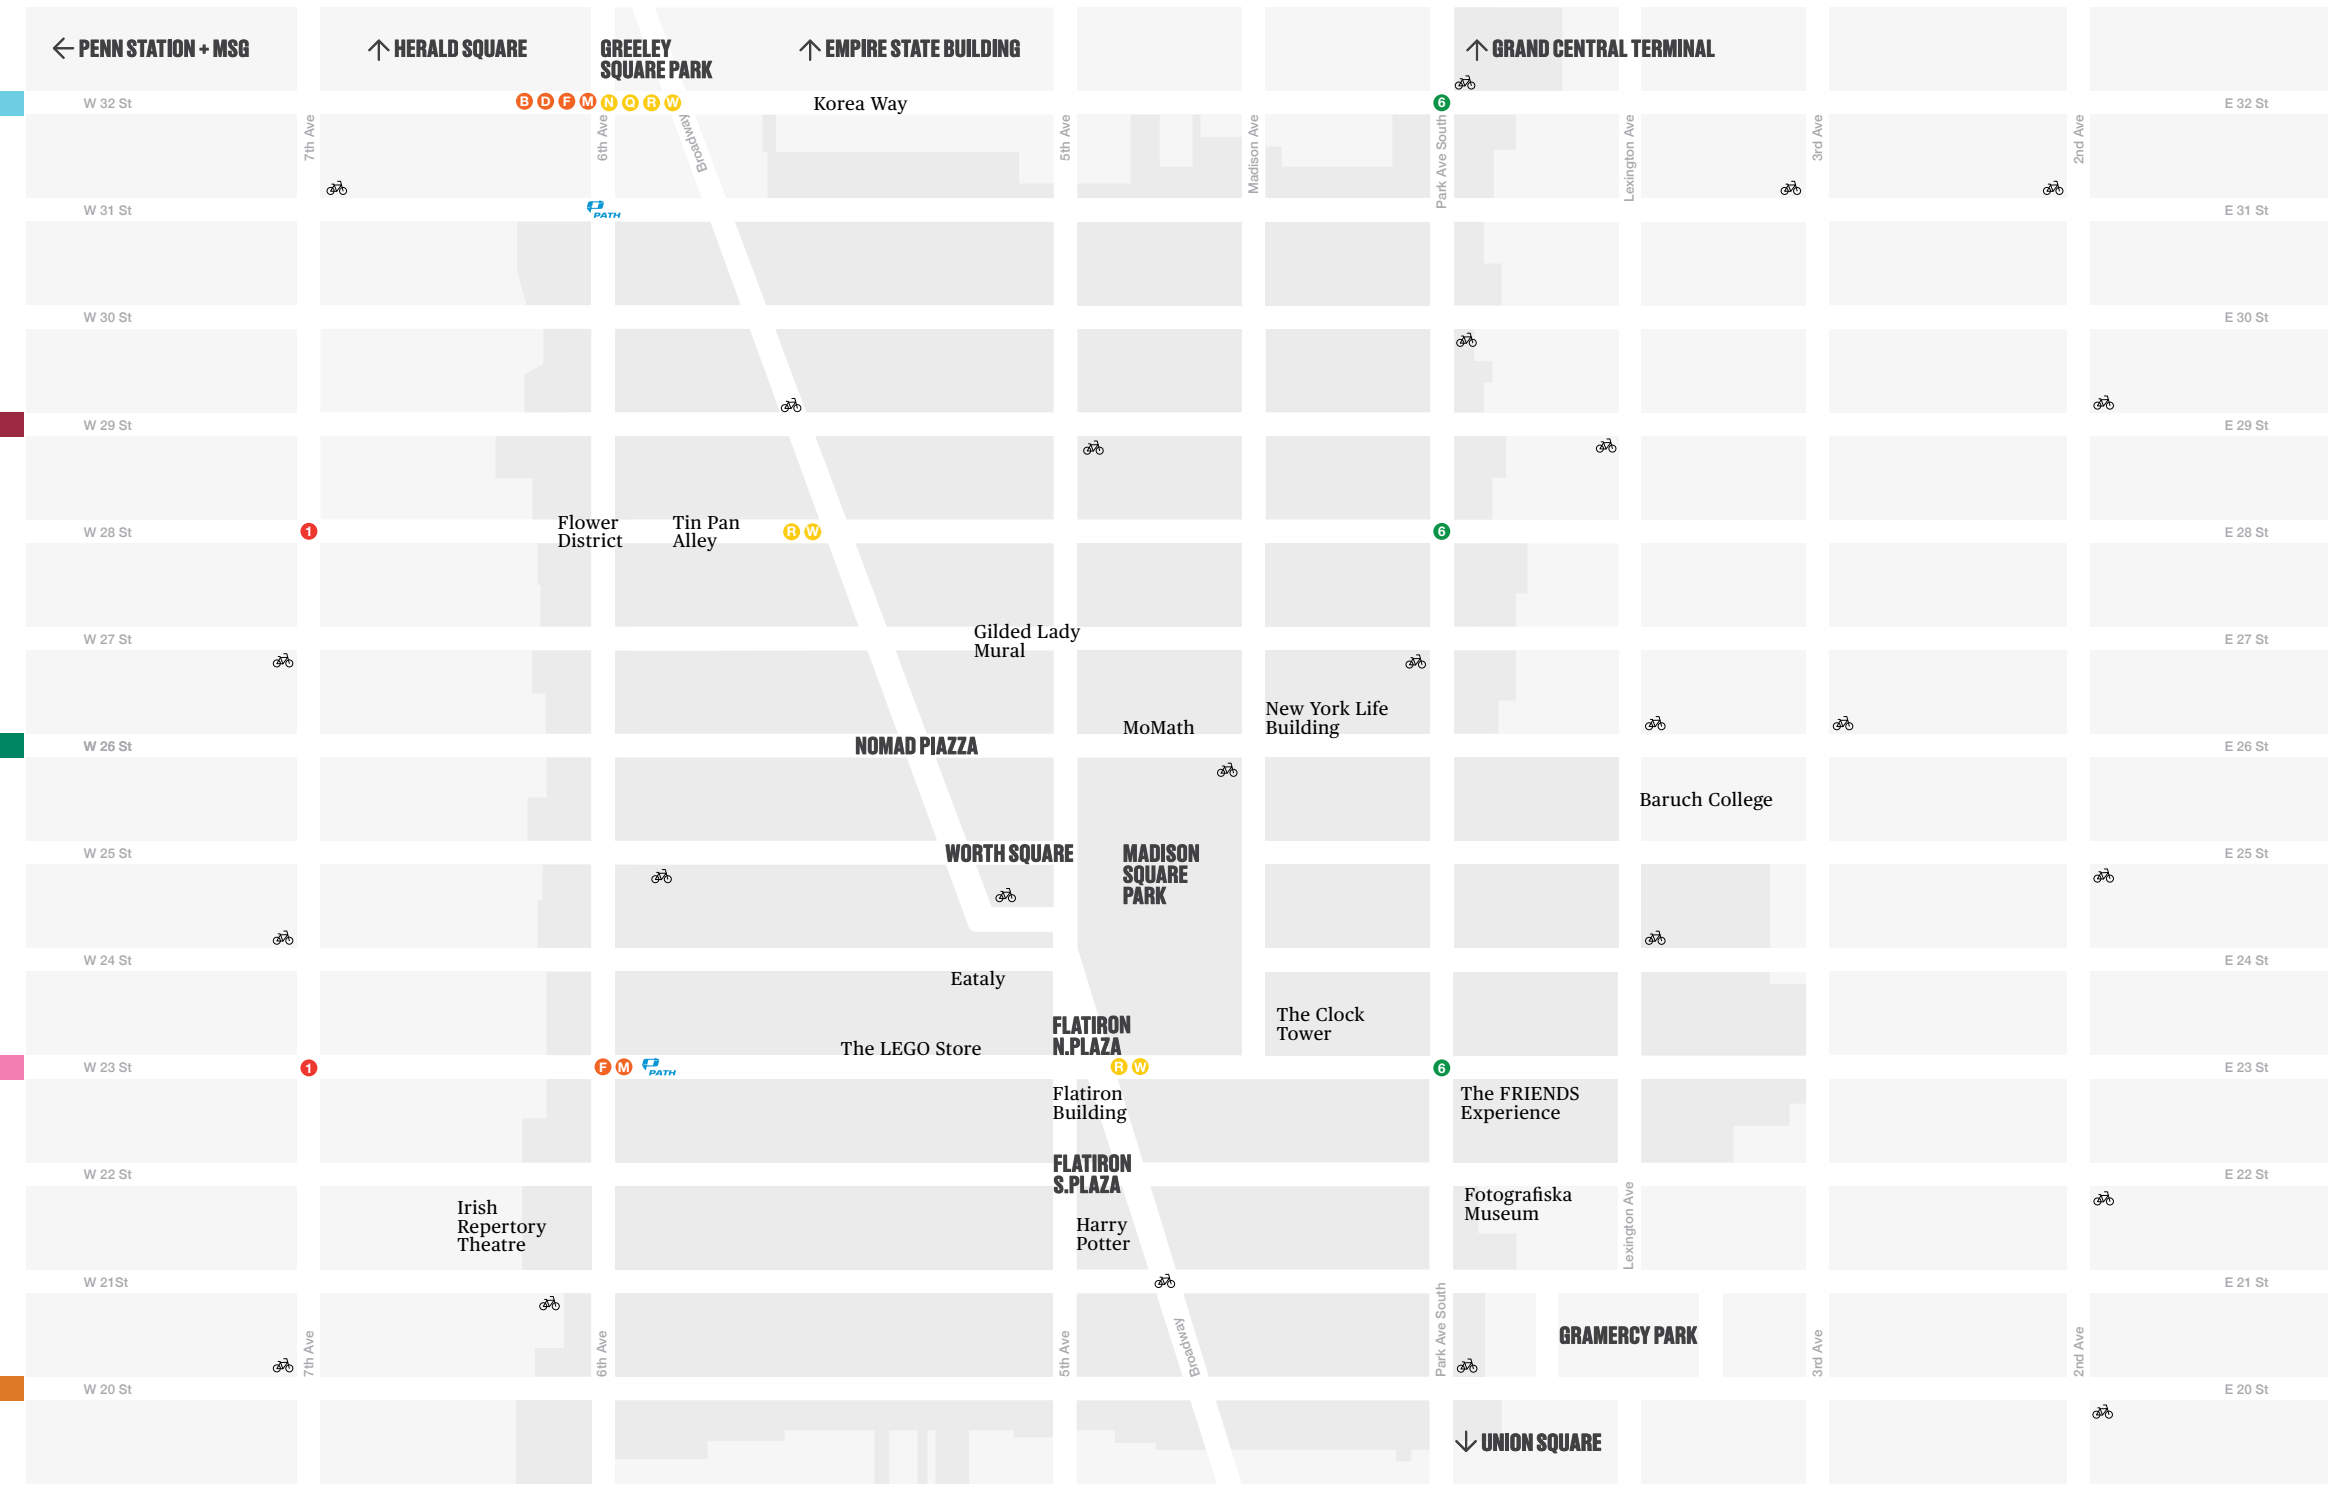 ← PENN STATION + MSG
↑ HERALD SQUARE
GREELEY
SQUARE PARK
↑ EMPIRE STATE BUILDING
↑ GRAND CENTRAL TERMINAL
W 32 St
B D F M N Q R W
Korea Way
6
E 32 St
7th Ave
6th Ave
Broadway
5th Ave
Madison Ave
Park Ave South
Lexington Ave
3rd Ave
2nd Ave
W 31 St
PATH
E 31 St
W 30 St
E 30 St
W 29 St
E 29 St
W 28 St
1
Flower
District
Tin Pan
Alley
R W
6
E 28 St
W 27 St
Gilded Lady
Mural
E 27 St
MoMath
New York Life
Building
W 26 St
NOMAD PIAZZA
E 26 St
Baruch College
W 25 St
WORTH SQUARE
MADISON
SQUARE
PARK
E 25 St
W 24 St
E 24 St
Eataly
The LEGO Store
FLATIRON
N.PLAZA
The Clock
Tower
W 23 St
1
F M
PATH
R W
6
E 23 St
Flatiron
Building
The FRIENDS
Experience
W 22 St
FLATIRON
S.PLAZA
E 22 St
Irish
Repertory
Theatre
Harry
Potter
Fotografiska
Museum
Lexington Ave
W 21St
E 21 St
7th Ave
6th Ave
5th Ave
Broadway
Park Ave South
GRAMERCY PARK
3rd Ave
2nd Ave
W 20 St
E 20 St
↓ UNION SQUARE